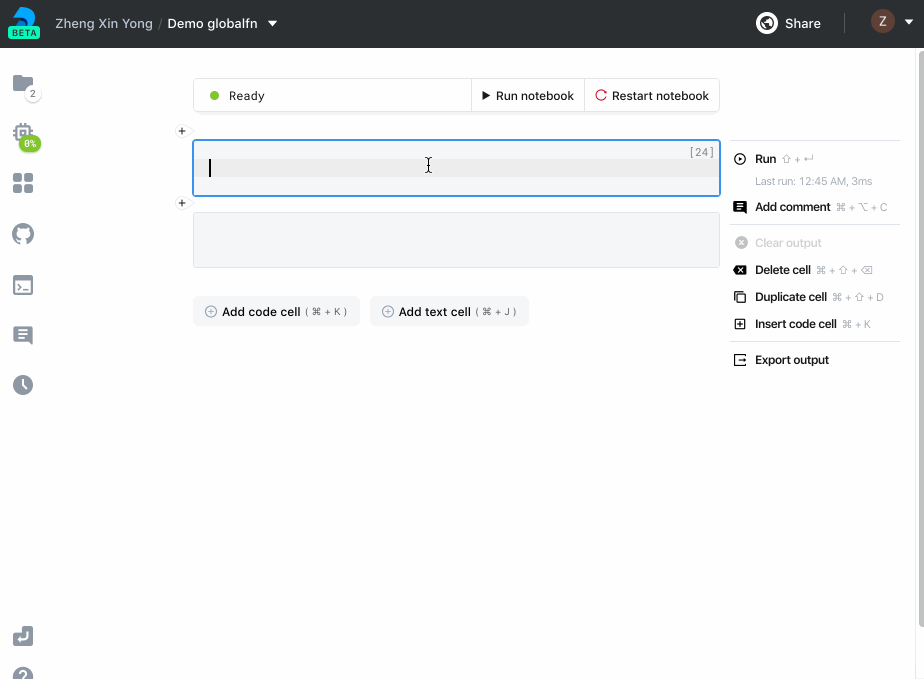 BETA
Zheng Xin Yong / Demo globalfn
Share
Z
2
0%
Ready
Run notebook
Restart notebook
+
[24]
+
Run ⇧ + ↵
Last run: 12:45 AM, 3ms
Add comment ⌘ + ⌥ + C
Clear output
Delete cell ⌘ + ⇧ + ⌫
Duplicate cell ⌘ + ⇧ + D
Insert code cell ⌘ + K
Export output
Add code cell ( ⌘ + K )
Add text cell ( ⌘ + J )
?